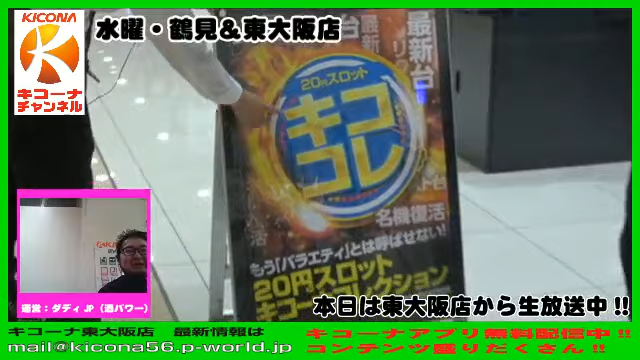 KICONA
キコーナ
チャンネル
水曜・鶴見&東大阪店
最新台
20円スロット
キコ
コレ
名機復活
もう「バラエティ」とは呼ばせない!
20円スロット
キコーナコレクション
KICONA
運営:ダディJP(酒パワー)
本日は東大阪店から生放送中!!
キコーナ東大阪店 最新情報は
mail@kicona56.p-world.jp
キコーナアプリ無料配信中!!
コンテンツ盛りだくさん!!